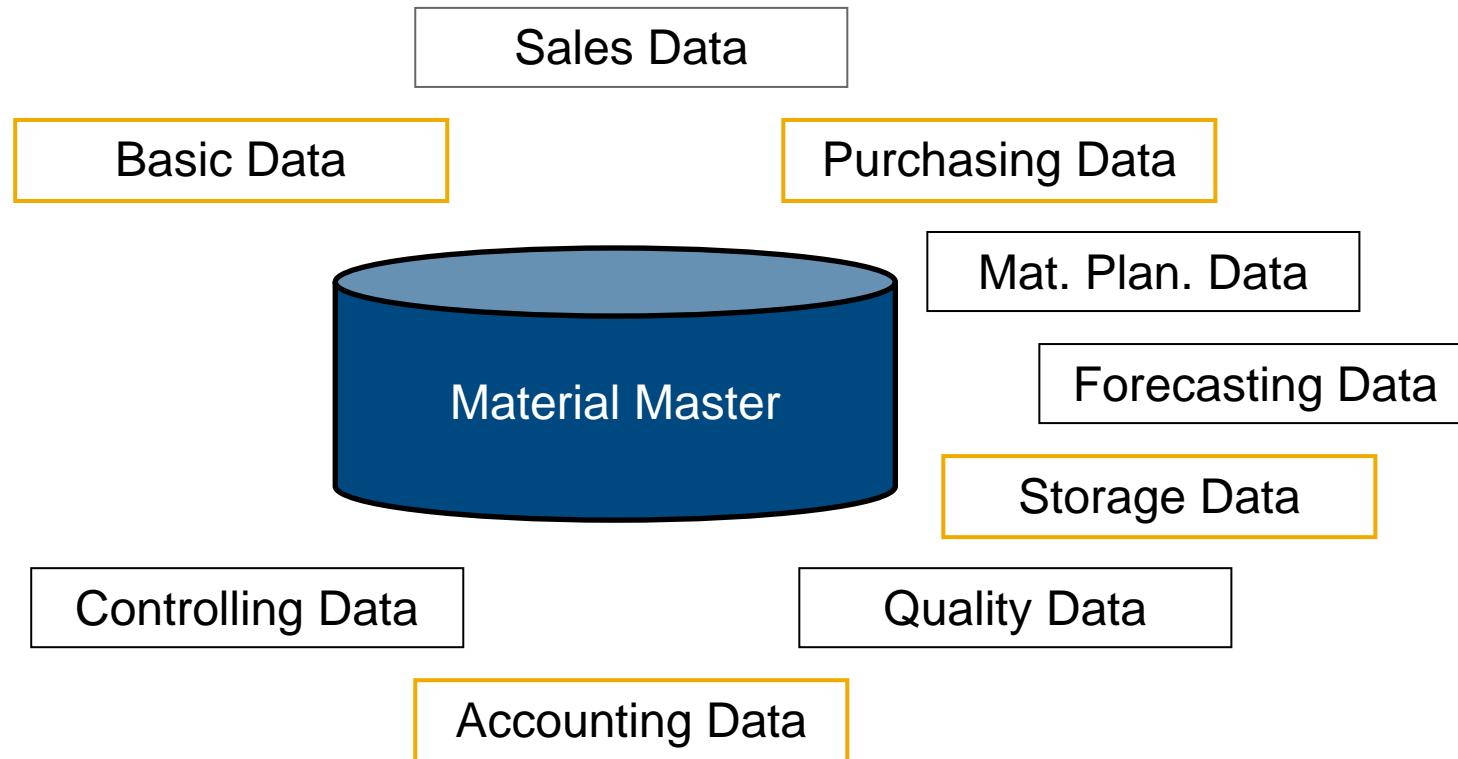 Sales Data
Basic Data
Purchasing Data
Mat. Plan. Data
Material Master
Forecasting Data
Storage Data
Controlling Data
Quality Data
Accounting Data